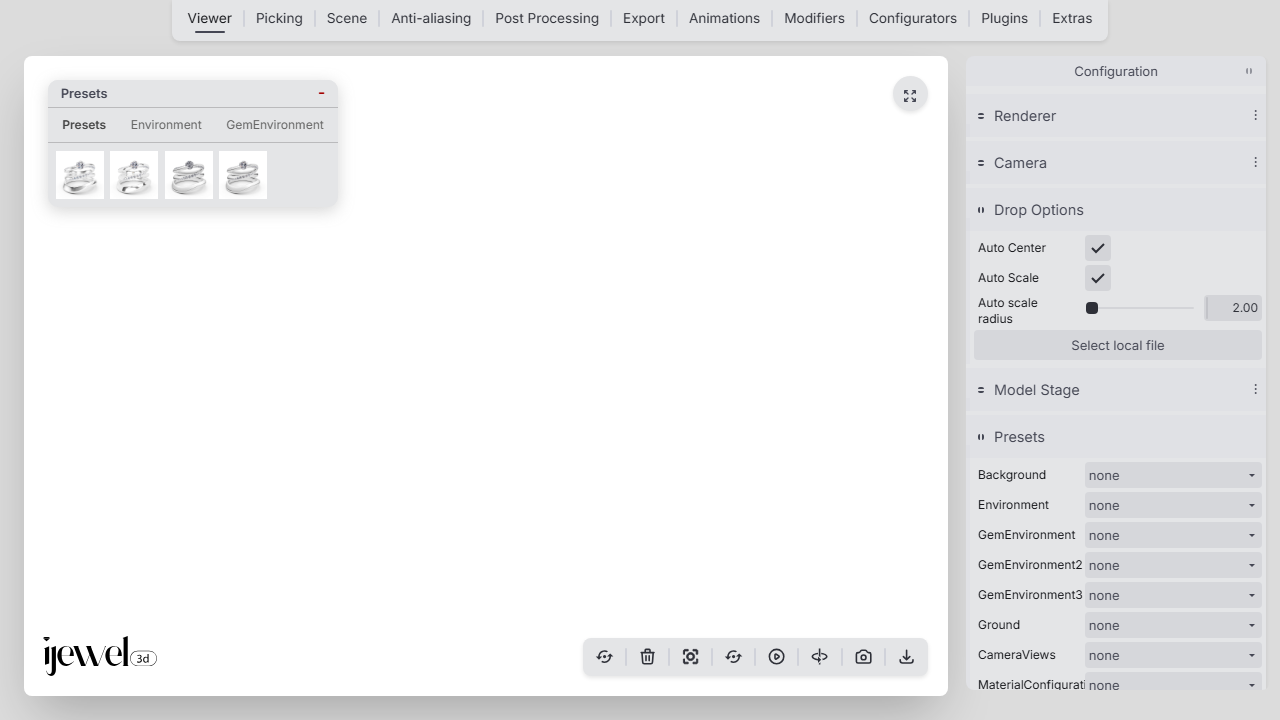 Viewer Picking Scene Anti-aliasing Post Processing Export Animations Modifiers Configurators Plugins Extras
Presets
Presets Environment GemEnvironment
ijewel 3d
Configuration
Renderer
Camera
Drop Options
Auto Center
Auto Scale
Auto scale
radius
2.00
Select local file
Model Stage
Presets
Background none
Environment none
GemEnvironment none
GemEnvironment2 none
GemEnvironment3 none
Ground none
CameraViews none
MaterialConfigurati none